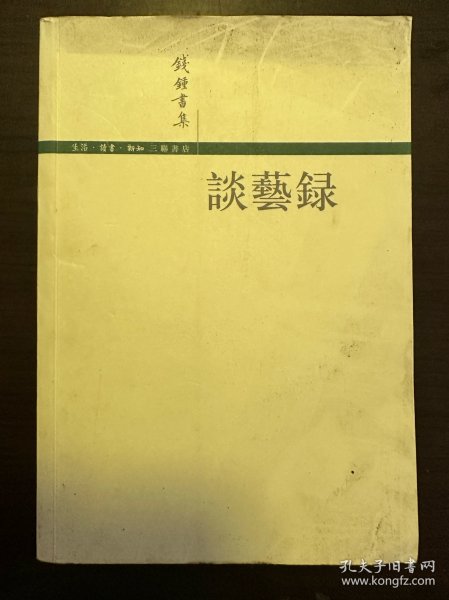 錢鍾書集
生活·讀書·新知 三聯書店
談藝録
孔夫子旧书网
www.kongfz.com